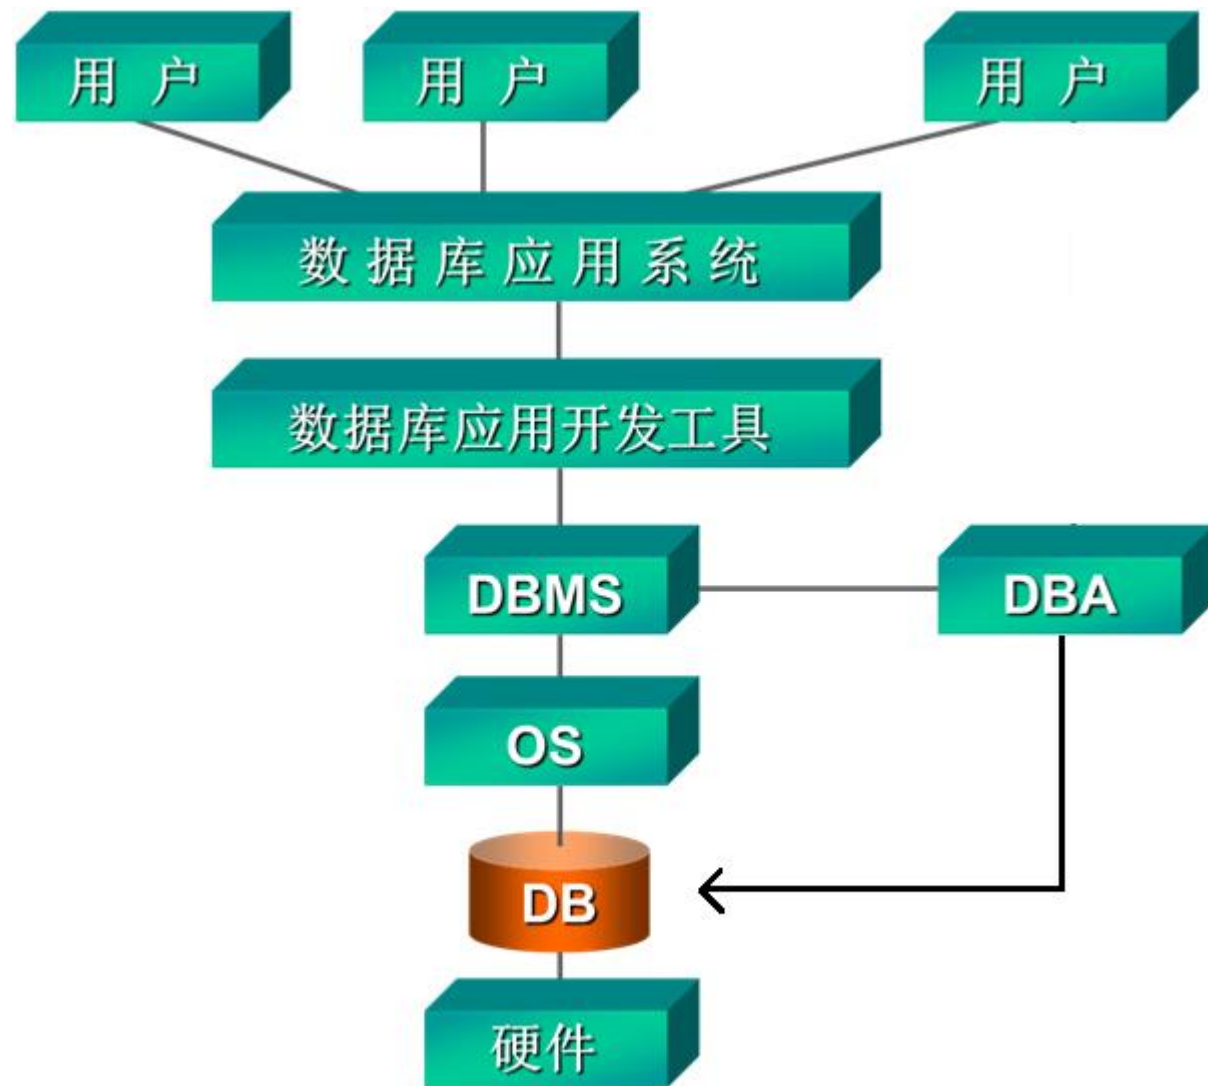 用 户
用 户
用 户
数 据 库 应 用 系 统
数据库应用开发工具
DBMS
DBA
OS
DB
硬件